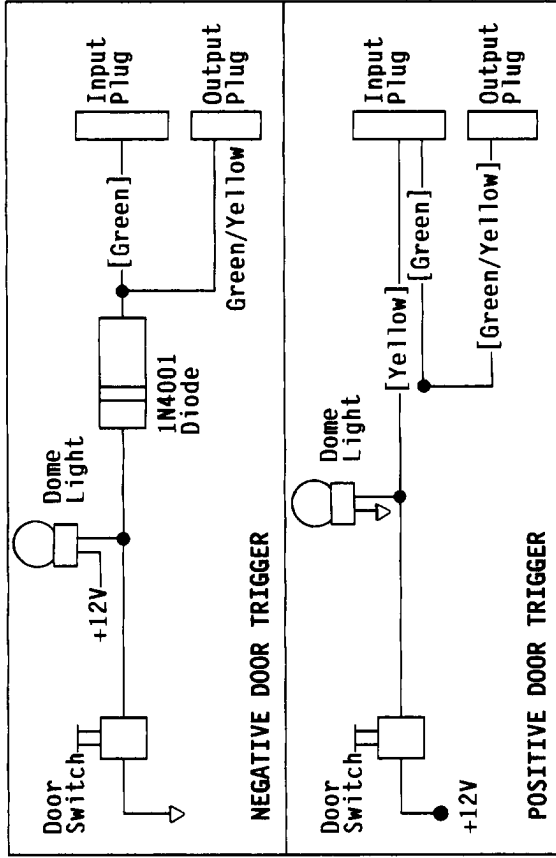 Door
Switch
+12V
Dome
Light
1N4001
Diode
[Green]
Green/Yellow
Input
Plug
Output
Plug
NEGATIVE DOOR TRIGGER
Door
Switch
+12V
Dome
Light
[Yellow]
[Green]
[Green/Yellow]
Input
Plug
Output
Plug
POSITIVE DOOR TRIGGER